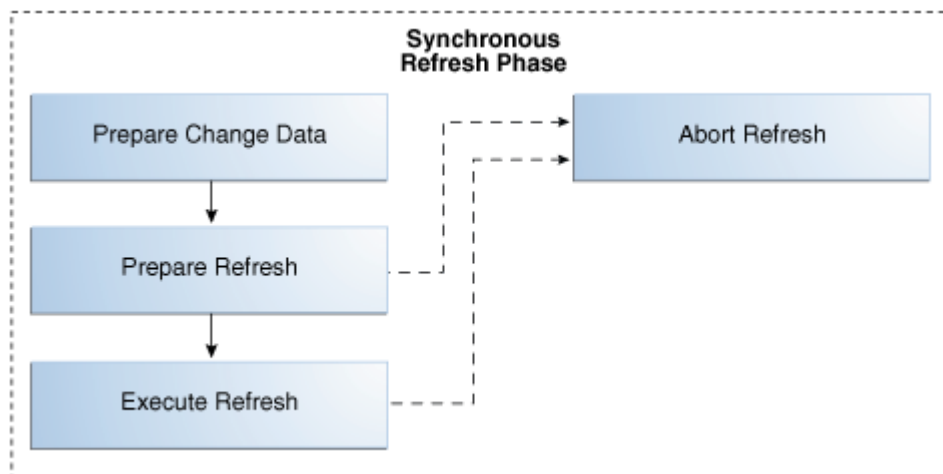 Synchronous
Refresh Phase
Prepare Change Data
Abort Refresh
Prepare Refresh
Execute Refresh